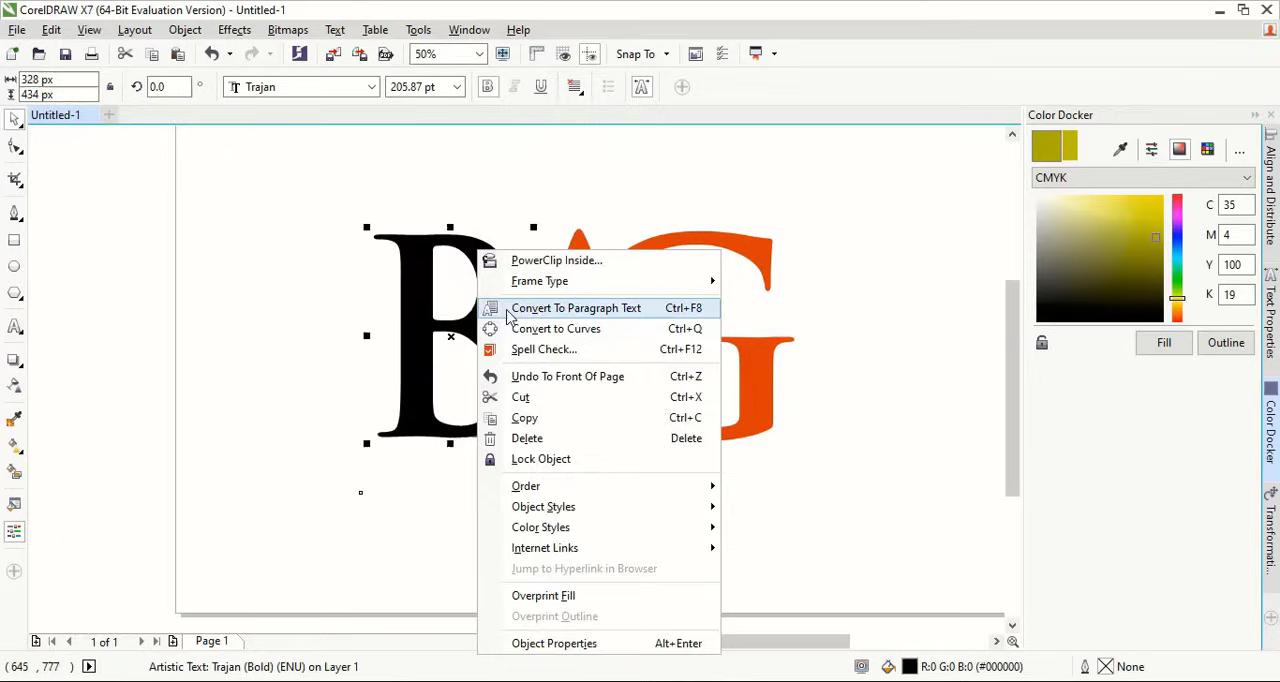 CorelDRAW X7 (64-Bit Evaluation Version) - Untitled-1
File Edit View Layout Object Effects Bitmaps Text Table Tools Window Help
50% Snap To
328 px
434 px
0.0 ° Trajan 205.87 pt B U A
Untitled-1
Color Docker
CMYK
C 35
M 4
Y 100
K 19
Fill Outline
Align and Distribute
Text Properties
Color Docker
Transformati...
BAG
PowerClip Inside...
Frame Type
Convert To Paragraph Text Ctrl+F8
Convert to Curves Ctrl+Q
Spell Check... Ctrl+F12
Undo To Front Of Page Ctrl+Z
Cut Ctrl+X
Copy Ctrl+C
Delete Delete
Lock Object
Order
Object Styles
Color Styles
Internet Links
Jump to Hyperlink in Browser
Overprint Fill
Overprint Outline
Object Properties Alt+Enter
1 of 1 Page 1
( 645 , 777 ) Artistic Text: Trajan (Bold) (ENU) on Layer 1 R:0 G:0 B:0 (#000000) None